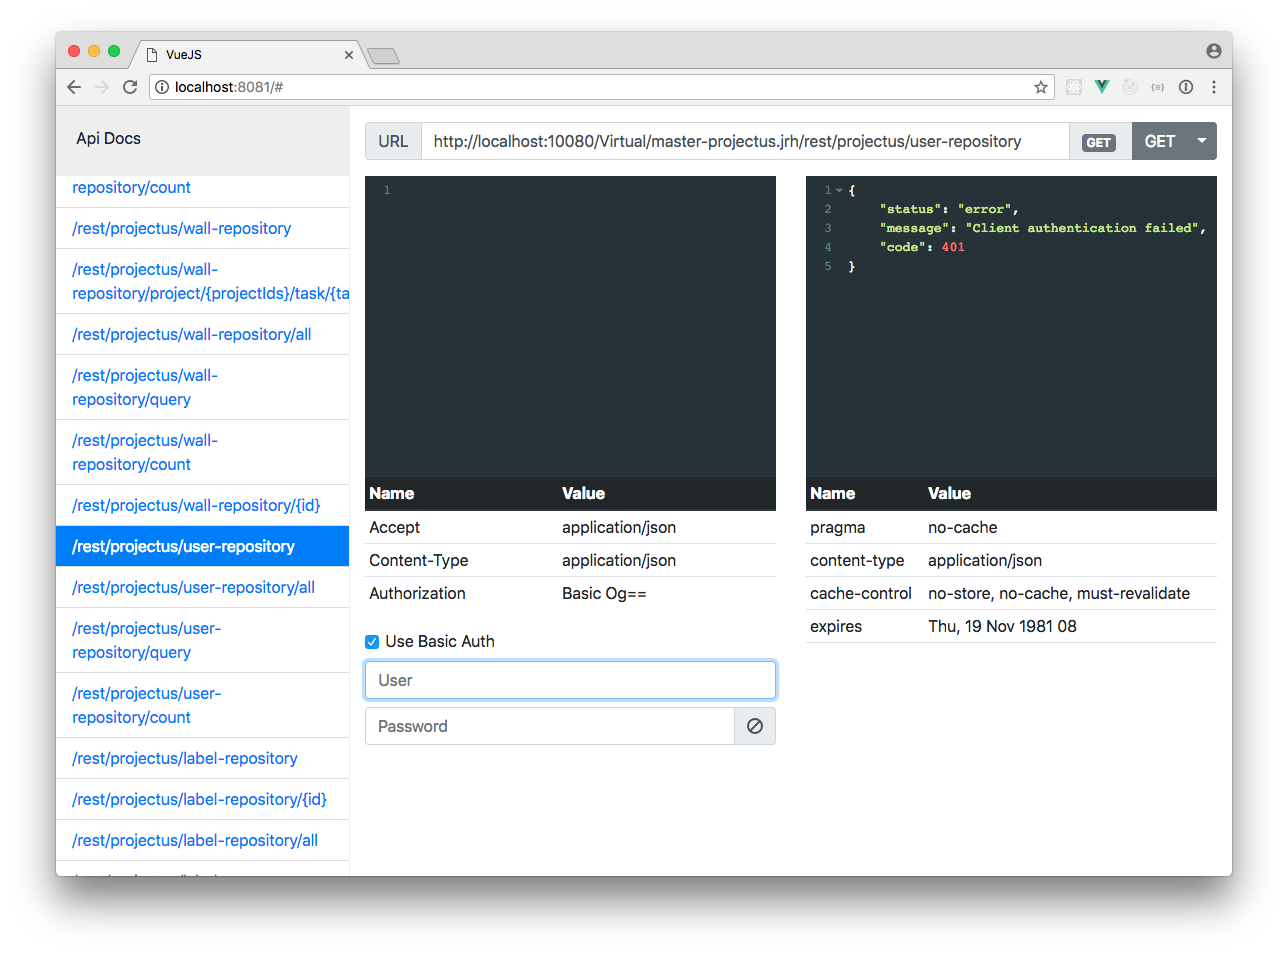 VueJS
localhost:8081/#
Api Docs
repository/count
/rest/projectus/wall-repository
/rest/projectus/wall-
repository/project/{projectIds}/task/{ta
/rest/projectus/wall-repository/all
/rest/projectus/wall-
repository/query
/rest/projectus/wall-
repository/count
/rest/projectus/wall-repository/{id}
/rest/projectus/user-repository
/rest/projectus/user-repository/all
/rest/projectus/user-
repository/query
/rest/projectus/user-
repository/count
/rest/projectus/label-repository
/rest/projectus/label-repository/{id}
/rest/projectus/label-repository/all
URL http://localhost:10080/Virtual/master-projectus.jrh/rest/projectus/user-repository GET GET
1
Name Value
Accept application/json
Content-Type application/json
Authorization Basic Og==
Use Basic Auth
User
Password
1 {
2 "status": "error",
3 "message": "Client authentication failed",
4 "code": 401
5 }
Name Value
pragma no-cache
content-type application/json
cache-control no-store, no-cache, must-revalidate
expires Thu, 19 Nov 1981 08